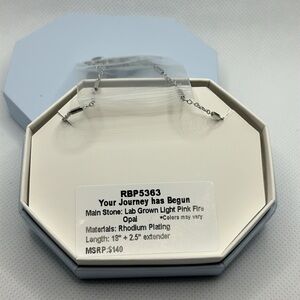 RBP5363
Your Journey has Begun
Main Stone: Lab Grown Light Pink Fire
Opal *Colors may vary
Materials: Rhodium Plating
Length: 18" + 2.5" extender
MSRP:$140